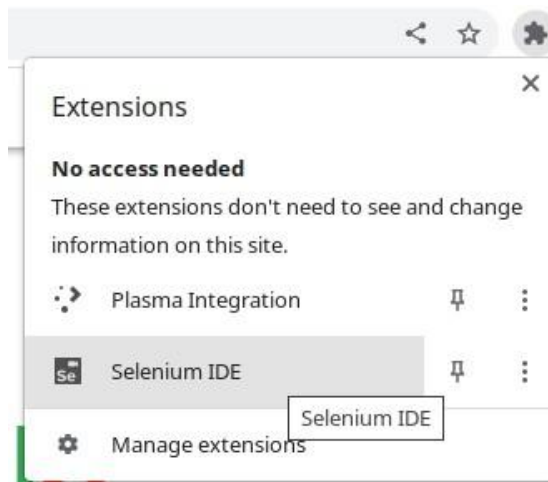 Extensions
No access needed
These extensions don't need to see and change
information on this site.
Plasma Integration
Se
Selenium IDE
Selenium IDE
Manage extensions